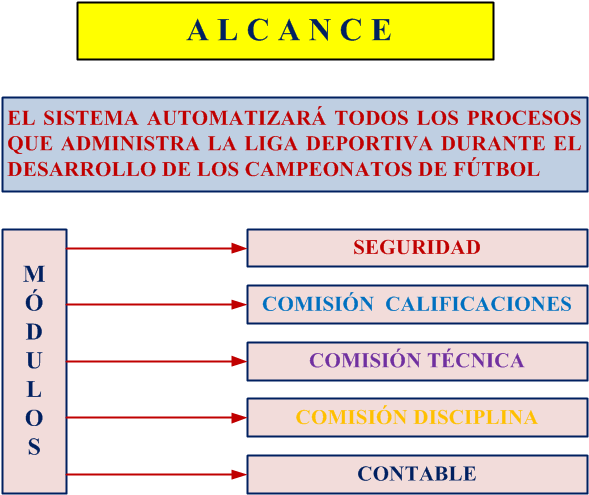 A L C A N C E
EL SISTEMA AUTOMATIZARÁ TODOS LOS PROCESOS
QUE ADMINISTRA LA LIGA DEPORTIVA DURANTE EL
DESARROLLO DE LOS CAMPEONATOS DE FÚTBOL
MÓDULOS
SEGURIDAD
COMISIÓN CALIFICACIONES
COMISIÓN TÉCNICA
COMISIÓN DISCIPLINA
CONTABLE